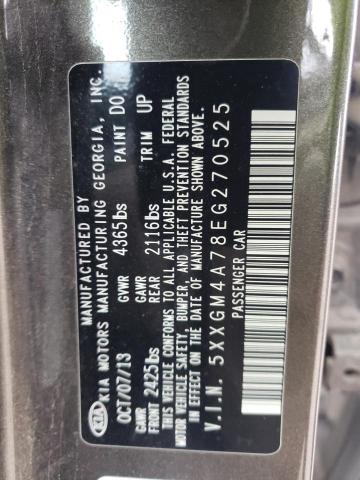 MANUFACTURED BY
KIA KIA MOTORS MANUFACTURING GEORGIA, INC.
OCT/07/13 GVWR 4365lbs PAINT DO
GAWR FRONT 2425lbs GAWR REAR 2116lbs TRIM UP
THIS VEHICLE CONFORMS TO ALL APPLICABLE U.S.A. FEDERAL
MOTOR VEHICLE SAFETY, BUMPER, AND THEFT PREVENTION STANDARDS
IN EFFECT ON THE DATE OF MANUFACTURE SHOWN ABOVE.
V.I.N. 5XXGM4A78EG270525
PASSENGER CAR